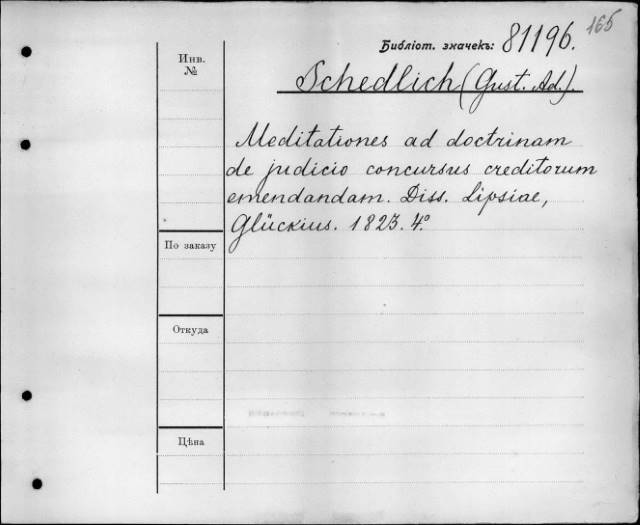 165
Библіот. значекъ: 81196.
Инв.
№
Schedlich (Gust. Ad.).
Meditationes ad doctrinam
de judicio concursus creditorum
emendandam. Diss. Lipsiae,
Glückius. 1823. 4º
По заказу
Откуда
Цѣна